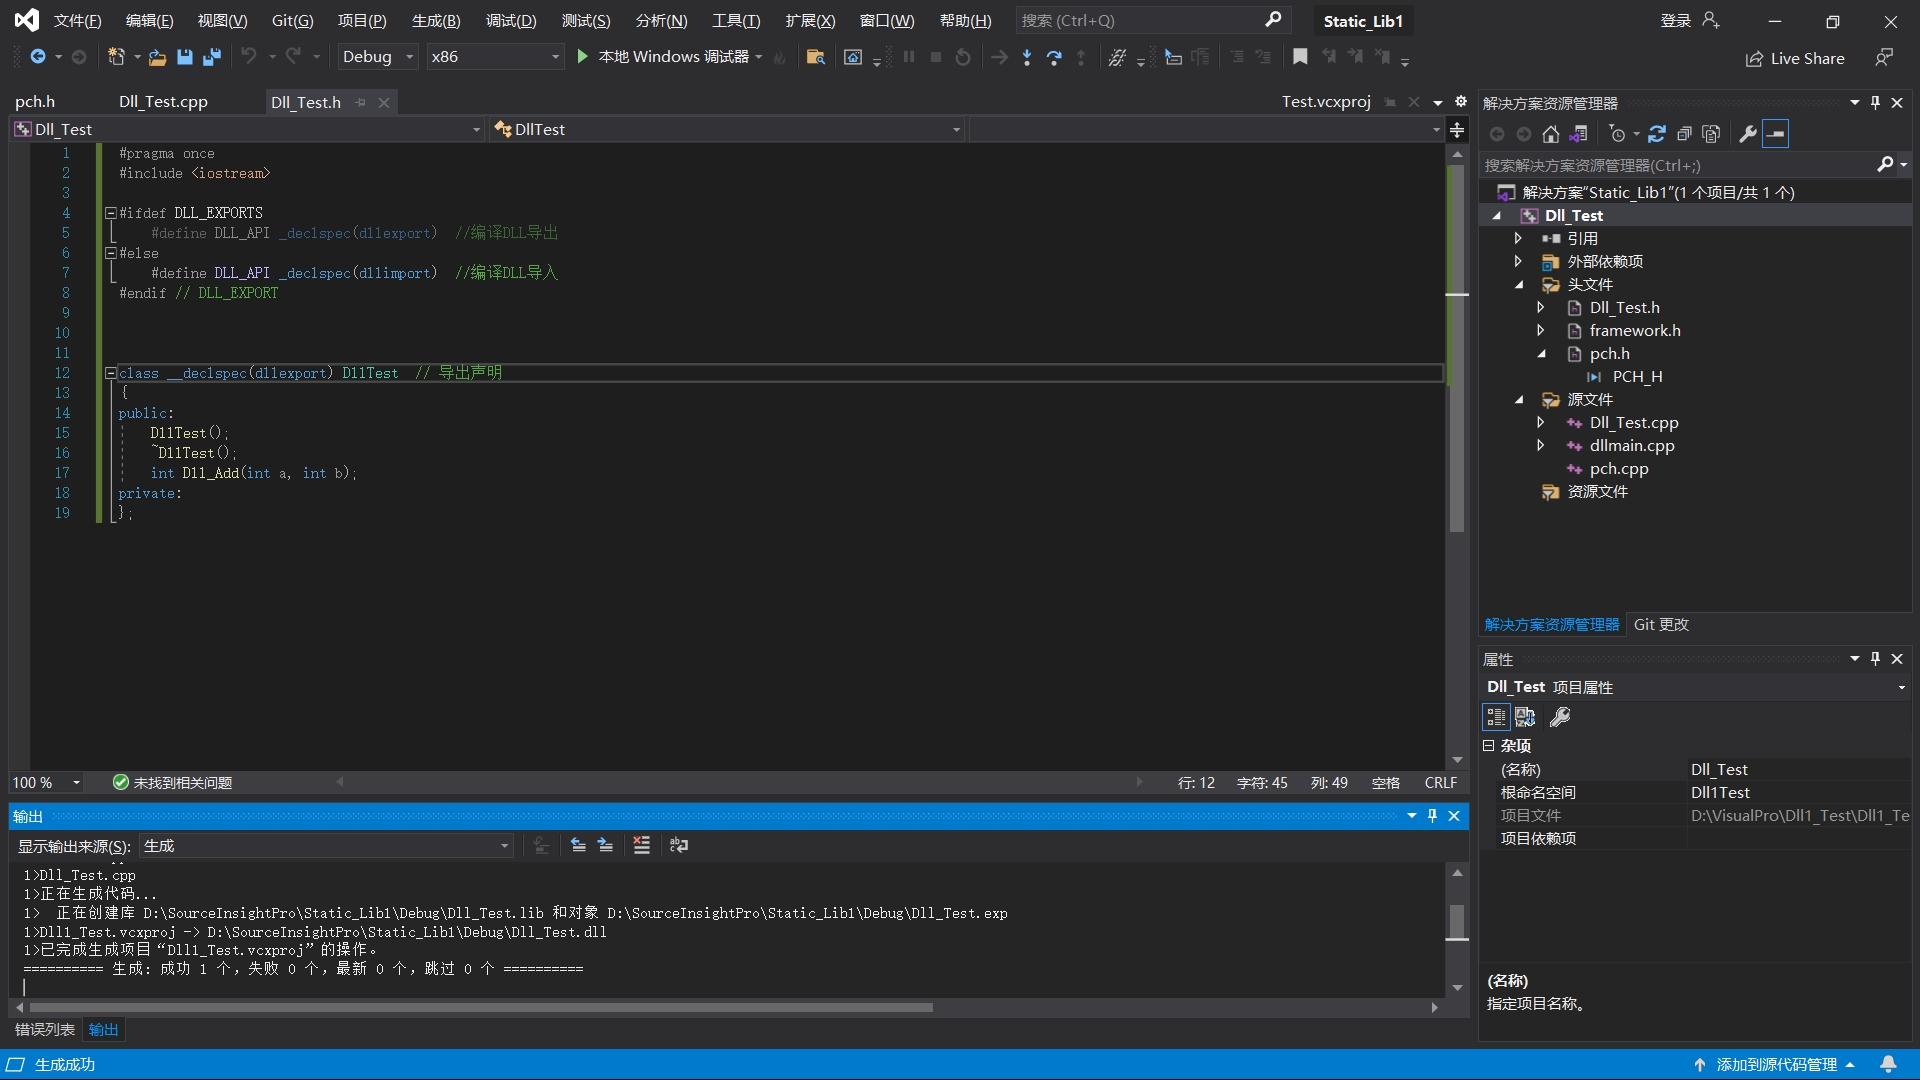 文件(F) 编辑(E) 视图(V) Git(G) 项目(P) 生成(B) 调试(D) 测试(S) 分析(N) 工具(T) 扩展(X) 窗口(W) 帮助(H) 搜索 (Ctrl+Q) Static_Lib1 登录
Debug x86 本地 Windows 调试器 Live Share
pch.h Dll_Test.cpp Dll_Test.h Test.vcxproj
Dll_Test DllTest
1 #pragma once
2 #include <iostream>
3
4 #ifdef DLL_EXPORTS
5 #define DLL_API _declspec(dllexport) //编译DLL导出
6 #else
7 #define DLL_API _declspec(dllimport) //编译DLL导入
8 #endif // DLL_EXPORT
9
10
11
12 class __declspec(dllexport) DllTest // 导出声明
13 {
14 public:
15 DllTest();
16 ~DllTest();
17 int Dll_Add(int a, int b);
18 private:
19 };
100 % 未找到相关问题 行: 12 字符: 45 列: 49 空格 CRLF
输出
显示输出来源(S): 生成
1>Dll_Test.cpp
1>正在生成代码...
1> 正在创建库 D:\SourceInsightPro\Static_Lib1\Debug\Dll_Test.lib 和对象 D:\SourceInsightPro\Static_Lib1\Debug\Dll_Test.exp
1>Dll1_Test.vcxproj -> D:\SourceInsightPro\Static_Lib1\Debug\Dll_Test.dll
1>已完成生成项目“Dll1_Test.vcxproj”的操作。
========== 生成: 成功 1 个，失败 0 个，最新 0 个，跳过 0 个 ==========
错误列表 输出
解决方案资源管理器
搜索解决方案资源管理器(Ctrl+;)
解决方案“Static_Lib1”(1 个项目/共 1 个)
Dll_Test
引用
外部依赖项
头文件
Dll_Test.h
framework.h
pch.h
PCH_H
源文件
Dll_Test.cpp
dllmain.cpp
pch.cpp
资源文件
解决方案资源管理器 Git 更改
属性
Dll_Test 项目属性
杂项
(名称) Dll_Test
根命名空间 Dll1Test
项目文件 D:\VisualPro\Dll1_Test\Dll1_Te
项目依赖项
(名称)
指定项目名称。
生成成功 添加到源代码管理